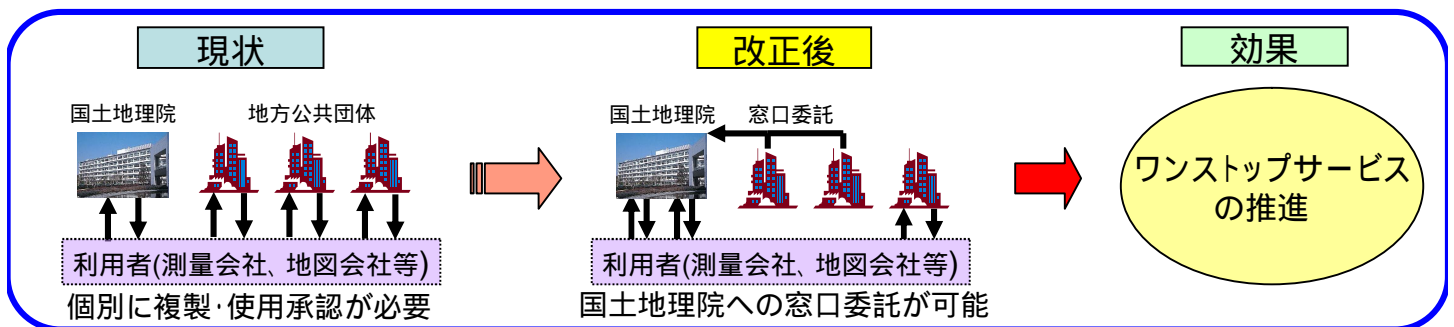 現状
改正後
効果
国土地理院
地方公共団体
国土地理院
窓口委託
ワンストップサービス
の推進
利用者(測量会社、地図会社等)
利用者(測量会社、地図会社等)
個別に複製·使用承認が必要
国土地理院への窓口委託が可能